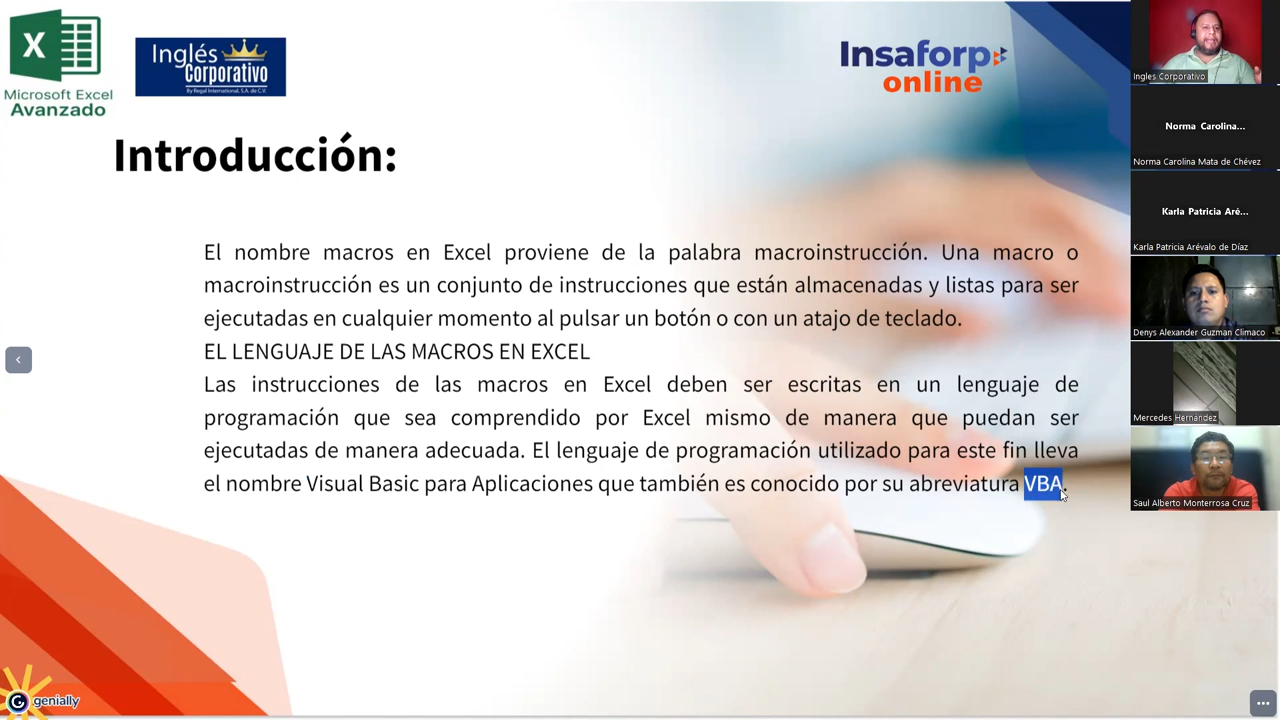 X
Microsoft Excel
Avanzado
Inglés
Corporativo
By Regal International, S.A. de C.V.
Insaforp
online
Introducción:
El nombre macros en Excel proviene de la palabra macroinstrucción. Una macro o
macroinstrucción es un conjunto de instrucciones que están almacenadas y listas para ser
ejecutadas en cualquier momento al pulsar un botón o con un atajo de teclado.
EL LENGUAJE DE LAS MACROS EN EXCEL
Las instrucciones de las macros en Excel deben ser escritas en un lenguaje de
programación que sea comprendido por Excel mismo de manera que puedan ser
ejecutadas de manera adecuada. El lenguaje de programación utilizado para este fin lleva
el nombre Visual Basic para Aplicaciones que también es conocido por su abreviatura VBA.
genially
Ingles Corporativo
Norma Carolina...
Norma Carolina Mata de Chévez
Karla Patricia Aré...
Karla Patricia Arévalo de Díaz
Denys Alexander Guzman Climaco
Mercedes Hernández
Saul Alberto Monterrosa Cruz